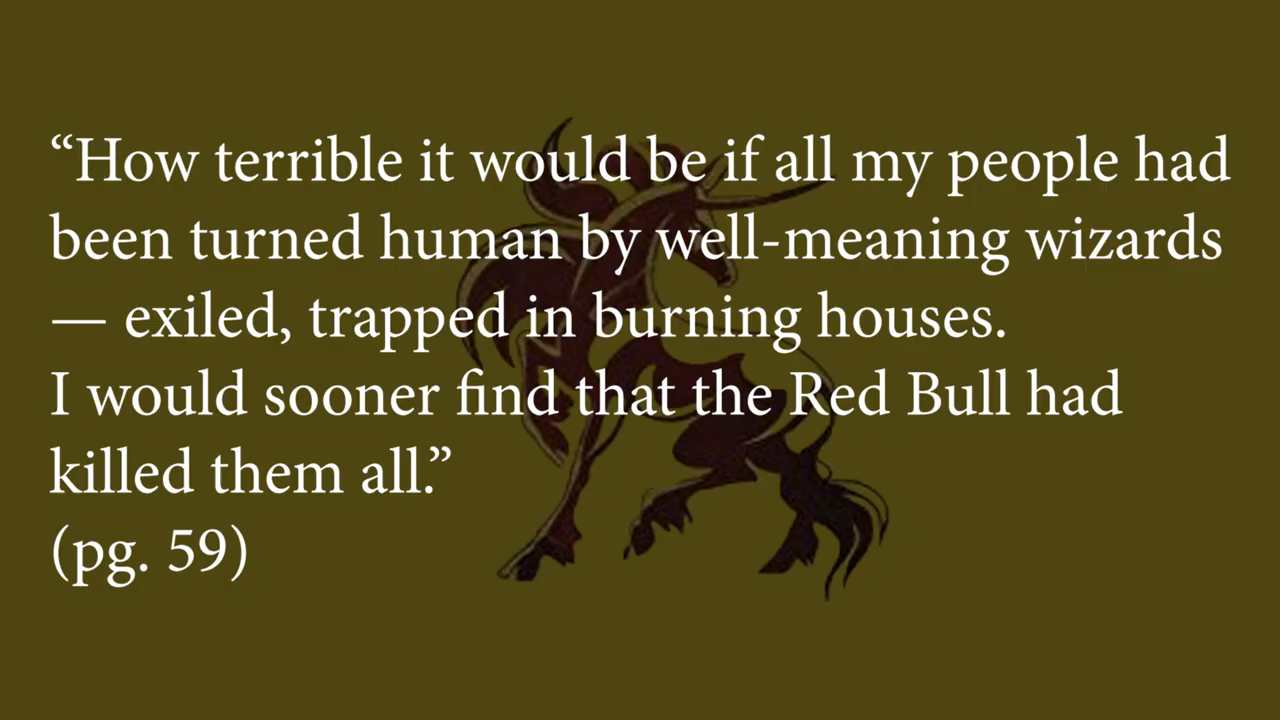 “How terrible it would be if all my people had
been turned human by well-meaning wizards
— exiled, trapped in burning houses.
I would sooner find that the Red Bull had
killed them all.”
(pg. 59)